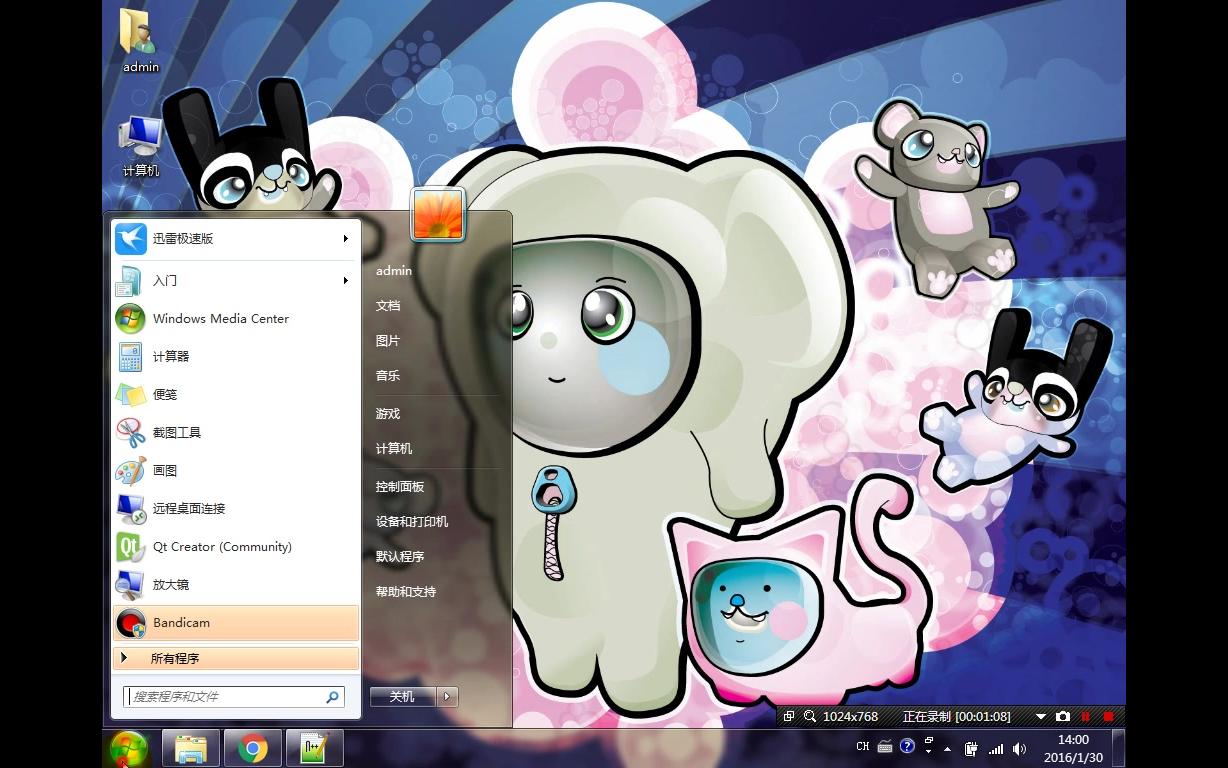 admin
计算机
迅雷极速版
入门
Windows Media Center
计算器
便笺
截图工具
画图
远程桌面连接
Qt Creator (Community)
放大镜
Bandicam
所有程序
搜索程序和文件
admin
文档
图片
音乐
游戏
计算机
控制面板
设备和打印机
默认程序
帮助和支持
关机
1024x768 正在录制 [00:01:08]
CH
14:00
2016/1/30